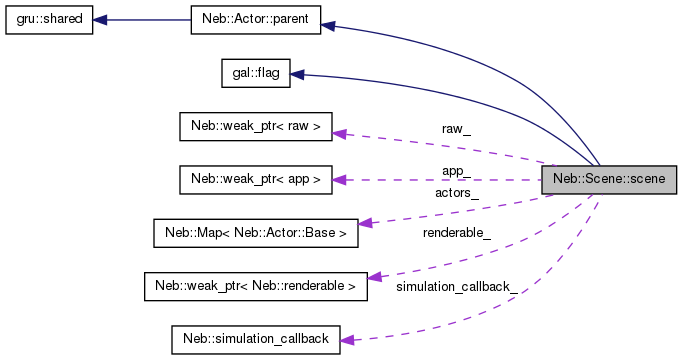 gru::shared
Neb::Actor::parent
gal::flag
Neb::weak_ptr< raw >
raw_
Neb::weak_ptr< app >
app_
Neb::Scene::scene
actors_
Neb::Map< Neb::Actor::Base >
renderable_
Neb::weak_ptr< Neb::renderable >
simulation_callback_
Neb::simulation_callback